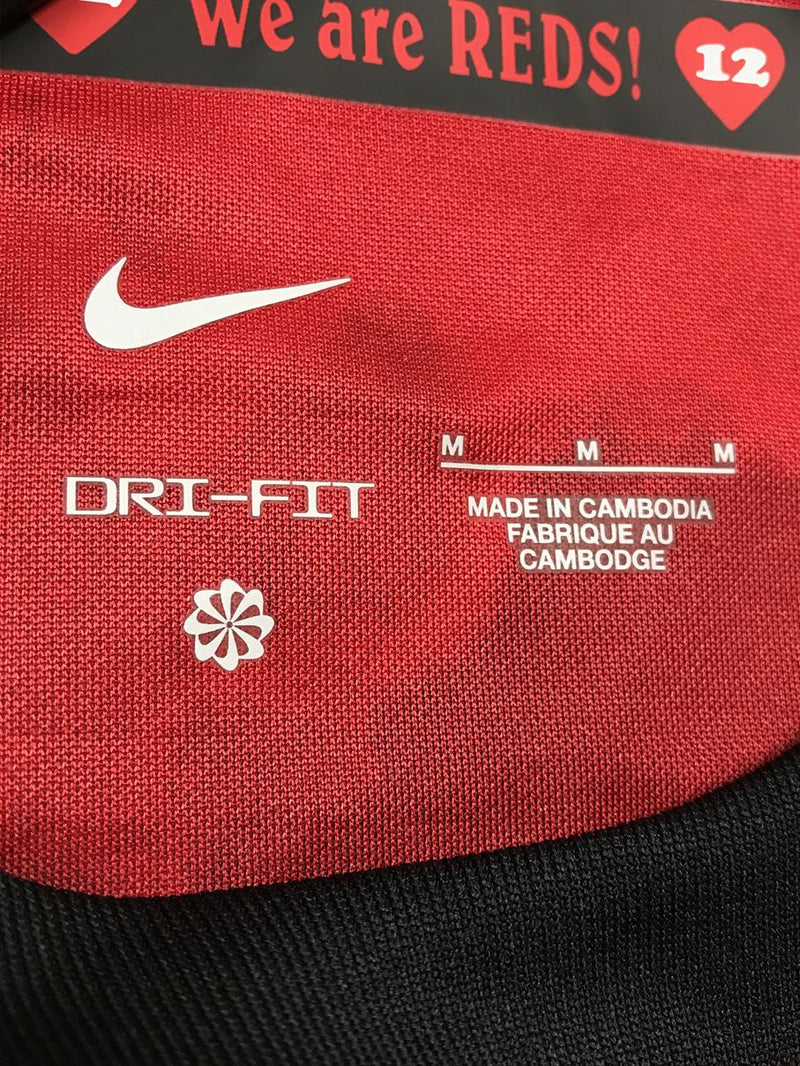 We are REDS! 12
DRI-FIT
M M M
MADE IN CAMBODIA
FABRIQUE AU
CAMBODGE